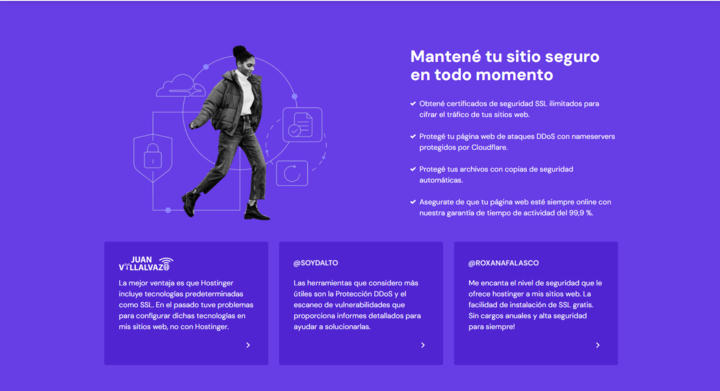 Mantené tu sitio seguro
en todo momento
Obtené certificados de seguridad SSL ilimitados para
cifrar el tráfico de tus sitios web.
Protegé tu página web de ataques DDoS con nameservers
protegidos por Cloudflare.
Protegé tus archivos con copias de seguridad
automáticas.
Asegurate de que tu página web esté siempre online con
nuestra garantía de tiempo de actividad del 99,9 %.
JUAN
VILLALVAZO
La mejor ventaja es que Hostinger
incluye tecnologías predeterminadas
como SSL. En el pasado tuve problemas
para configurar dichas tecnologías en
mis sitios web, no con Hostinger.
@SOYDALTO
Las herramientas que considero más
útiles son la Protección DDoS y el
escaneo de vulnerabilidades que
proporciona informes detallados para
ayudar a solucionarlas.
@ROXANAFALASCO
Me encanta el nivel de seguridad que le
ofrece hostinger a mis sitios web. La
facilidad de instalación de SSL gratis.
Sin cargos anuales y alta seguridad
para siempre!